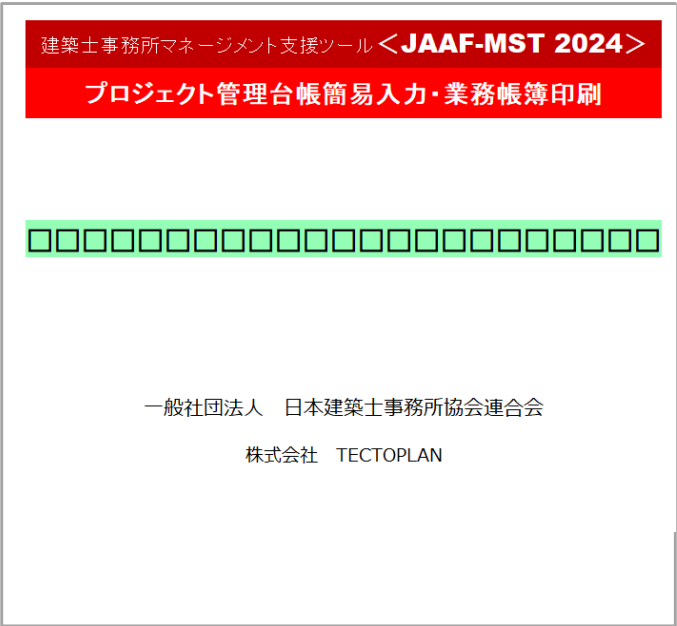 建築士事務所マネージメント支援ツール＜JAAF-MST 2024＞
プロジェクト管理台帳簡易入力・業務帳簿印刷
□□□□□□□□□□□□□□□□□□□□□□□
一般社団法人　日本建築士事務所協会連合会
株式会社　TECTOPLAN